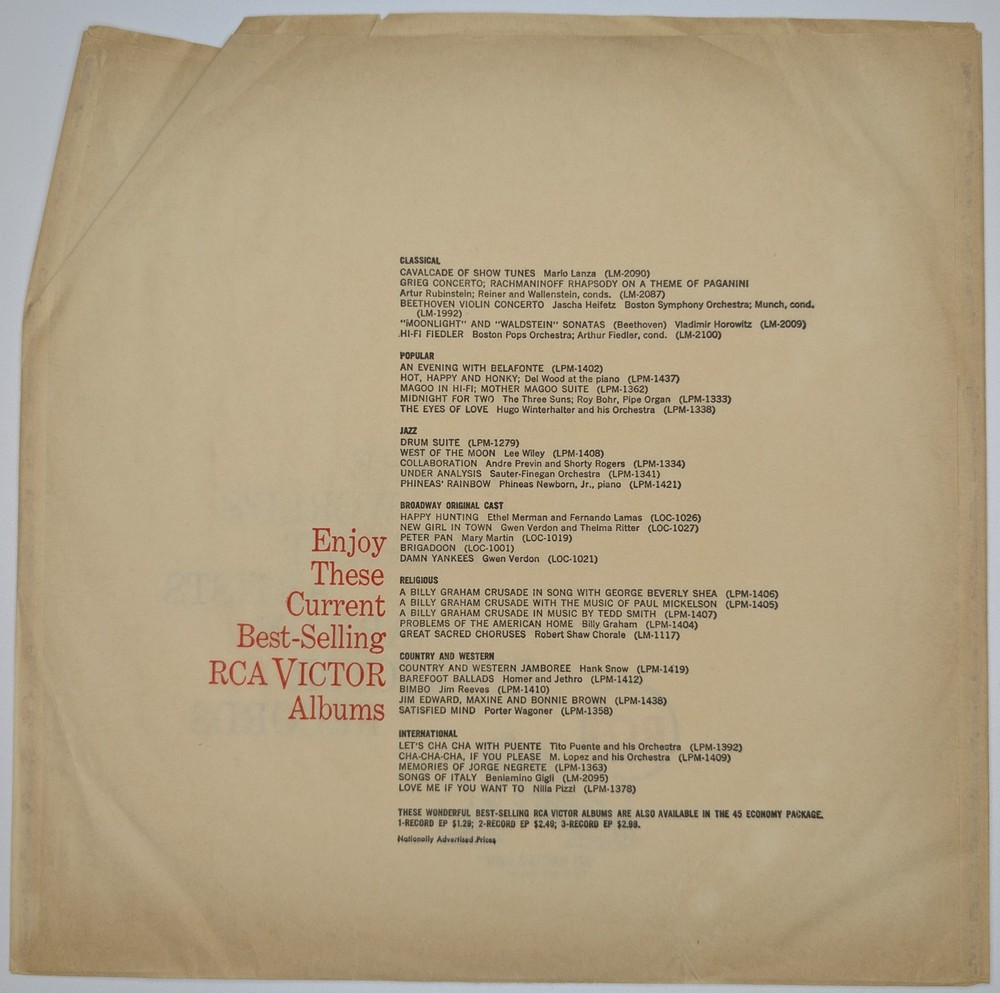 Enjoy
These
Current
Best-Selling
RCA VICTOR
Albums
CLASSICAL
CAVALCADE OF SHOW TUNES Mario Lanza (LM-2090)
GRIEG CONCERTO; RACHMANINOFF RHAPSODY ON A THEME OF PAGANINI
Artur Rubinstein; Reiner and Wallenstein, conds. (LM-2087)
BEETHOVEN VIOLIN CONCERTO Jascha Heifetz Boston Symphony Orchestra; Munch, cond.
(LM-1992)
"MOONLIGHT" AND "WALDSTEIN" SONATAS (Beethoven) Vladimir Horowitz (LM-2009)
HI-FI FIEDLER Boston Pops Orchestra; Arthur Fiedler, cond. (LM-2100)
POPULAR
AN EVENING WITH BELAFONTE (LPM-1402)
HOT, HAPPY AND HONKY; Del Wood at the piano (LPM-1437)
MAGOO IN HI-FI; MOTHER MAGOO SUITE (LPM-1362)
MIDNIGHT FOR TWO The Three Suns; Roy Bohr, Pipe Organ (LPM-1333)
THE EYES OF LOVE Hugo Winterhalter and his Orchestra (LPM-1338)
JAZZ
DRUM SUITE (LPM-1279)
WEST OF THE MOON Lee Wiley (LPM-1408)
COLLABORATION Andre Previn and Shorty Rogers (LPM-1334)
UNDER ANALYSIS Sauter-Finegan Orchestra (LPM-1341)
PHINEAS' RAINBOW Phineas Newborn, Jr., piano (LPM-1421)
BROADWAY ORIGINAL CAST
HAPPY HUNTING Ethel Merman and Fernando Lamas (LOC-1026)
NEW GIRL IN TOWN Gwen Verdon and Thelma Ritter (LOC-1027)
PETER PAN Mary Martin (LOC-1019)
BRIGADOON (LOC-1001)
DAMN YANKEES Gwen Verdon (LOC-1021)
RELIGIOUS
A BILLY GRAHAM CRUSADE IN SONG WITH GEORGE BEVERLY SHEA (LPM-1406)
A BILLY GRAHAM CRUSADE WITH THE MUSIC OF PAUL MICKELSON (LPM-1405)
A BILLY GRAHAM CRUSADE IN MUSIC BY TEDD SMITH (LPM-1407)
PROBLEMS OF THE AMERICAN HOME Billy Graham (LPM-1404)
GREAT SACRED CHORUSES Robert Shaw Chorale (LM-1117)
COUNTRY AND WESTERN
COUNTRY AND WESTERN JAMBOREE Hank Snow (LPM-1419)
BAREFOOT BALLADS Homer and Jethro (LPM-1412)
BIMBO Jim Reeves (LPM-1410)
JIM EDWARD, MAXINE AND BONNIE BROWN (LPM-1438)
SATISFIED MIND Porter Wagoner (LPM-1358)
INTERNATIONAL
LET'S CHA CHA WITH PUENTE Tito Puente and his Orchestra (LPM-1392)
CHA-CHA-CHA, IF YOU PLEASE M. Lopez and his Orchestra (LPM-1409)
MEMORIES OF JORGE NEGRETE (LPM-1363)
SONGS OF ITALY Beniamino Gigli (LM-2095)
LOVE ME IF YOU WANT TO Nilla Pizzi (LPM-1378)
THESE WONDERFUL BEST-SELLING RCA VICTOR ALBUMS ARE ALSO AVAILABLE IN THE 45 ECONOMY PACKAGE.
1-RECORD EP $1.29; 2-RECORD EP $2.49; 3-RECORD EP $2.98.
Nationally Advertised Prices